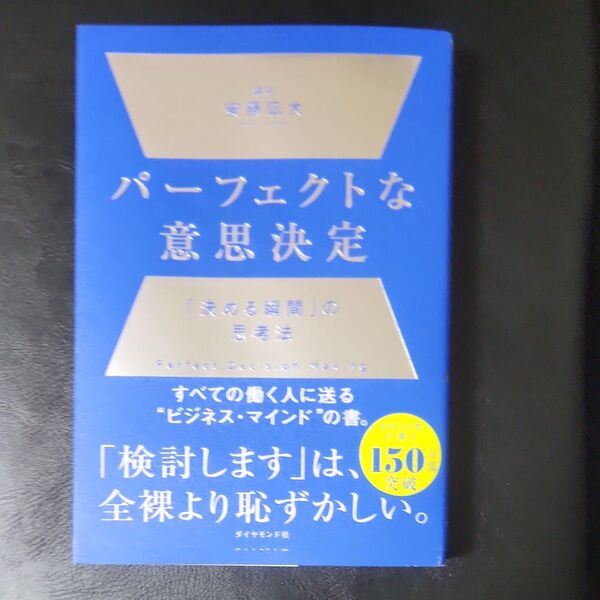 安藤広大
パーフェクトな
意思決定
「決める瞬間」の
思考法
Perfect Decision Making
すべての働く人に送る
“ビジネス・マインド”の書。
「検討します」は、
全裸より恥ずかしい。
150
突破
ダイヤモンド社